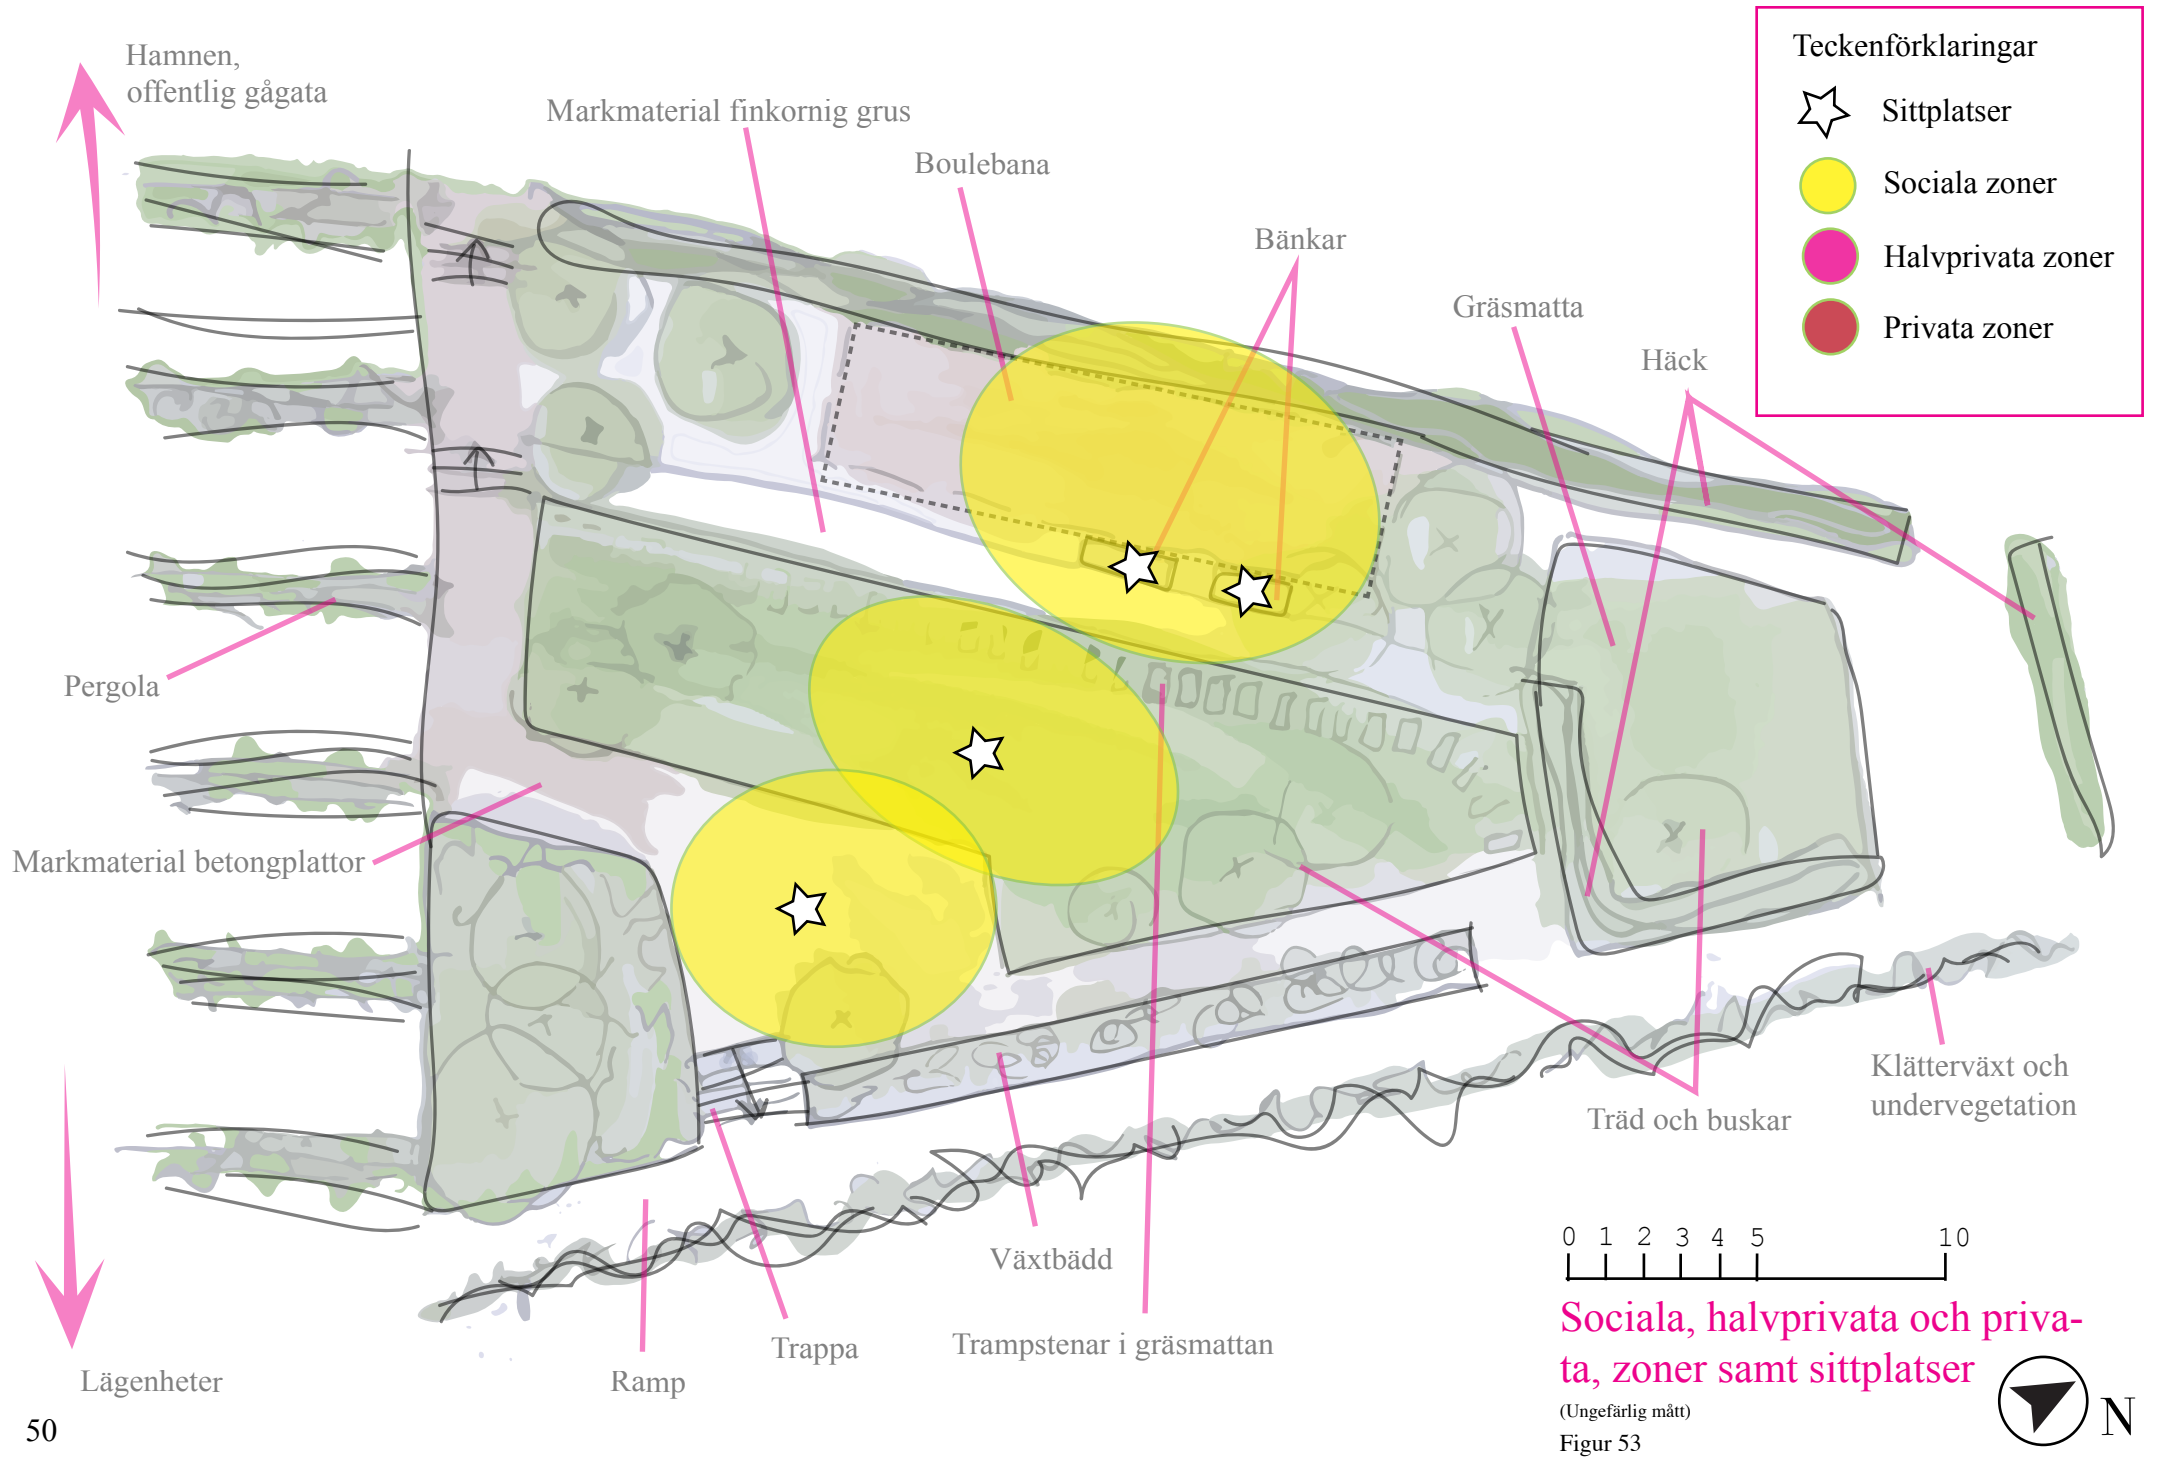 Hamnen,
offentlig gågata
Markmaterial finkornig grus
Boulebana
Bänkar
Gräsmatta
Häck
Teckenförklaringar
Sittplatser
Sociala zoner
Halvprivata zoner
Privata zoner
Pergola
Markmaterial betongplattor
Klätterväxt och
undervegetation
Träd och buskar
Växtbädd
Trampstenar i gräsmattan
Trappa
Ramp
Lägenheter
0 1 2 3 4 5 10
Sociala, halvprivata och priva-
ta, zoner samt sittplatser
(Ungefärlig mått)
Figur 53
N
50